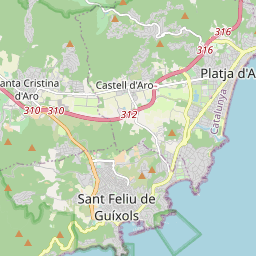 316
316
Platja d'A
Castell d'Aro
anta Cristina
d'Aro
310
310
312
Catalunya
Sant Feliu de
Guíxols